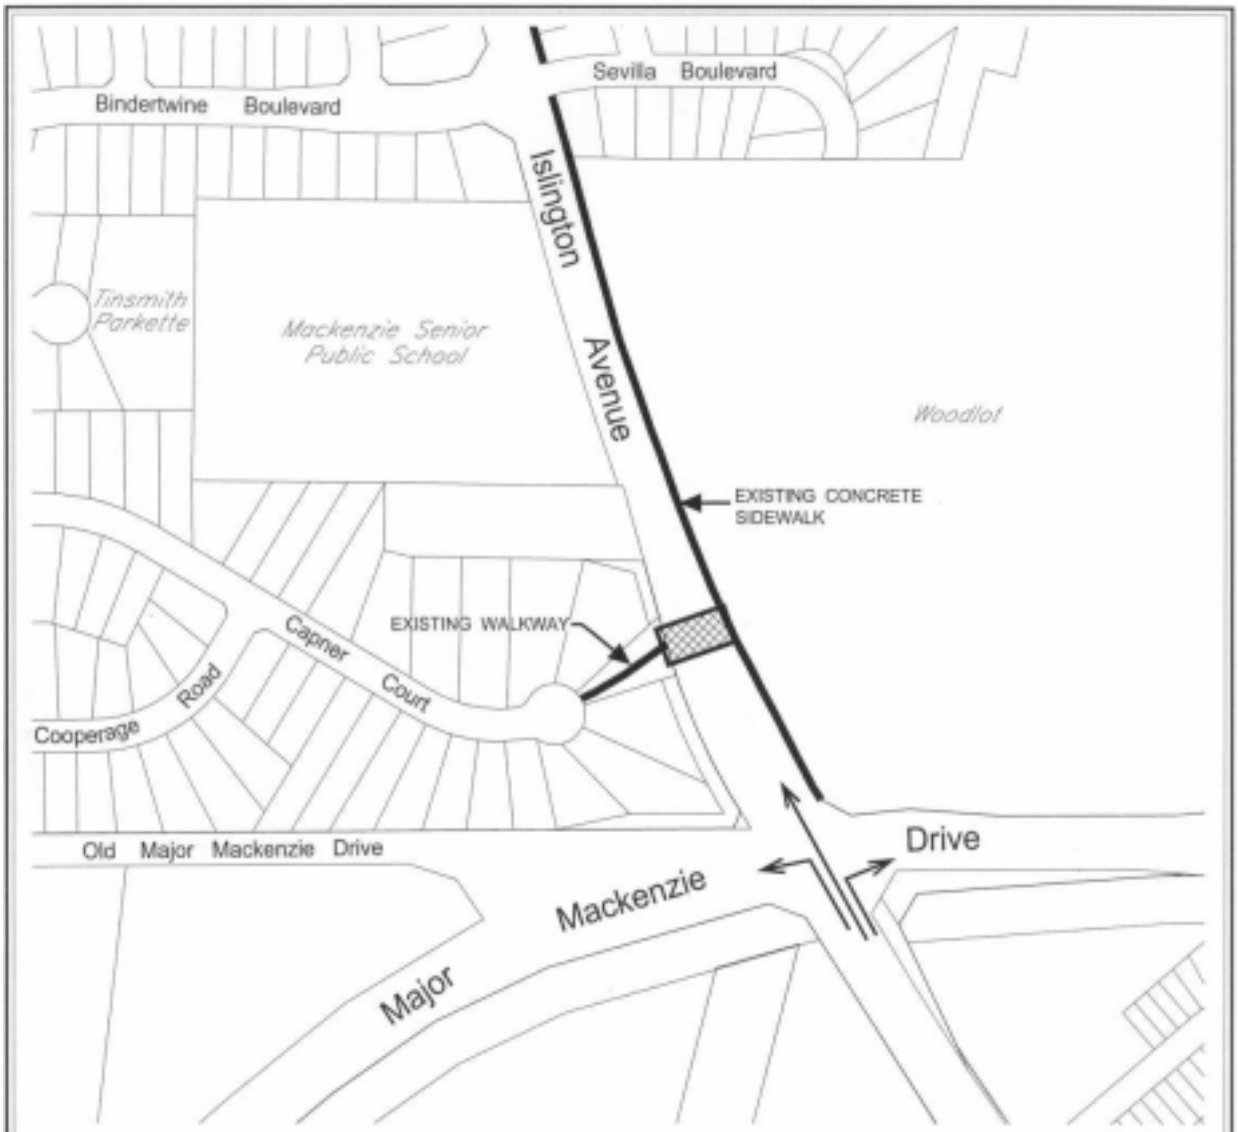 Sevilla Boulevard
Bindertwine Boulevard
Islington Avenue
Tinsmith
Parkette
Mackenzie Senior
Public School
Woodlot
EXISTING CONCRETE
SIDEWALK
EXISTING WALKWAY
Capner Court
Cooperage Road
Old Major Mackenzie Drive
Major Mackenzie Drive